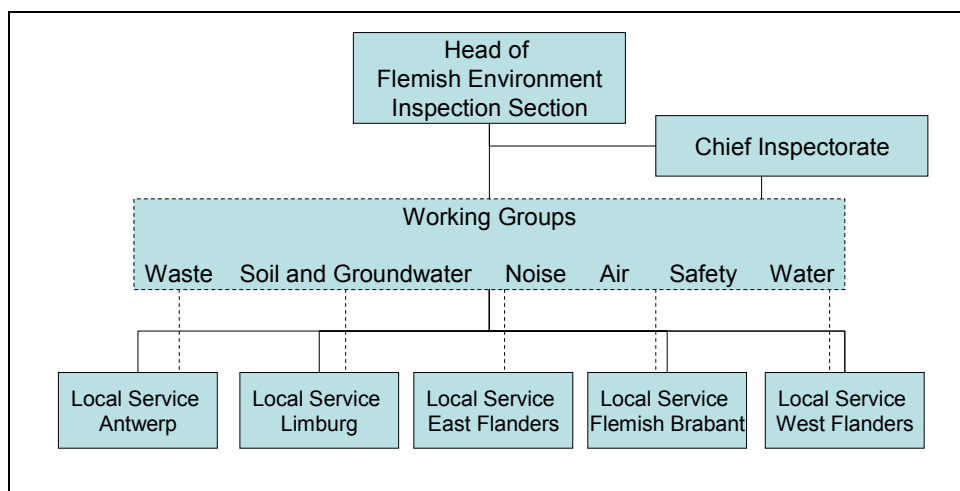 Head of
Flemish Environment
Inspection Section
Chief Inspectorate
Working Groups
Waste Soil and Groundwater Noise Air Safety Water
Local Service
Antwerp
Local Service
Limburg
Local Service
East Flanders
Local Service
Flemish Brabant
Local Service
West Flanders